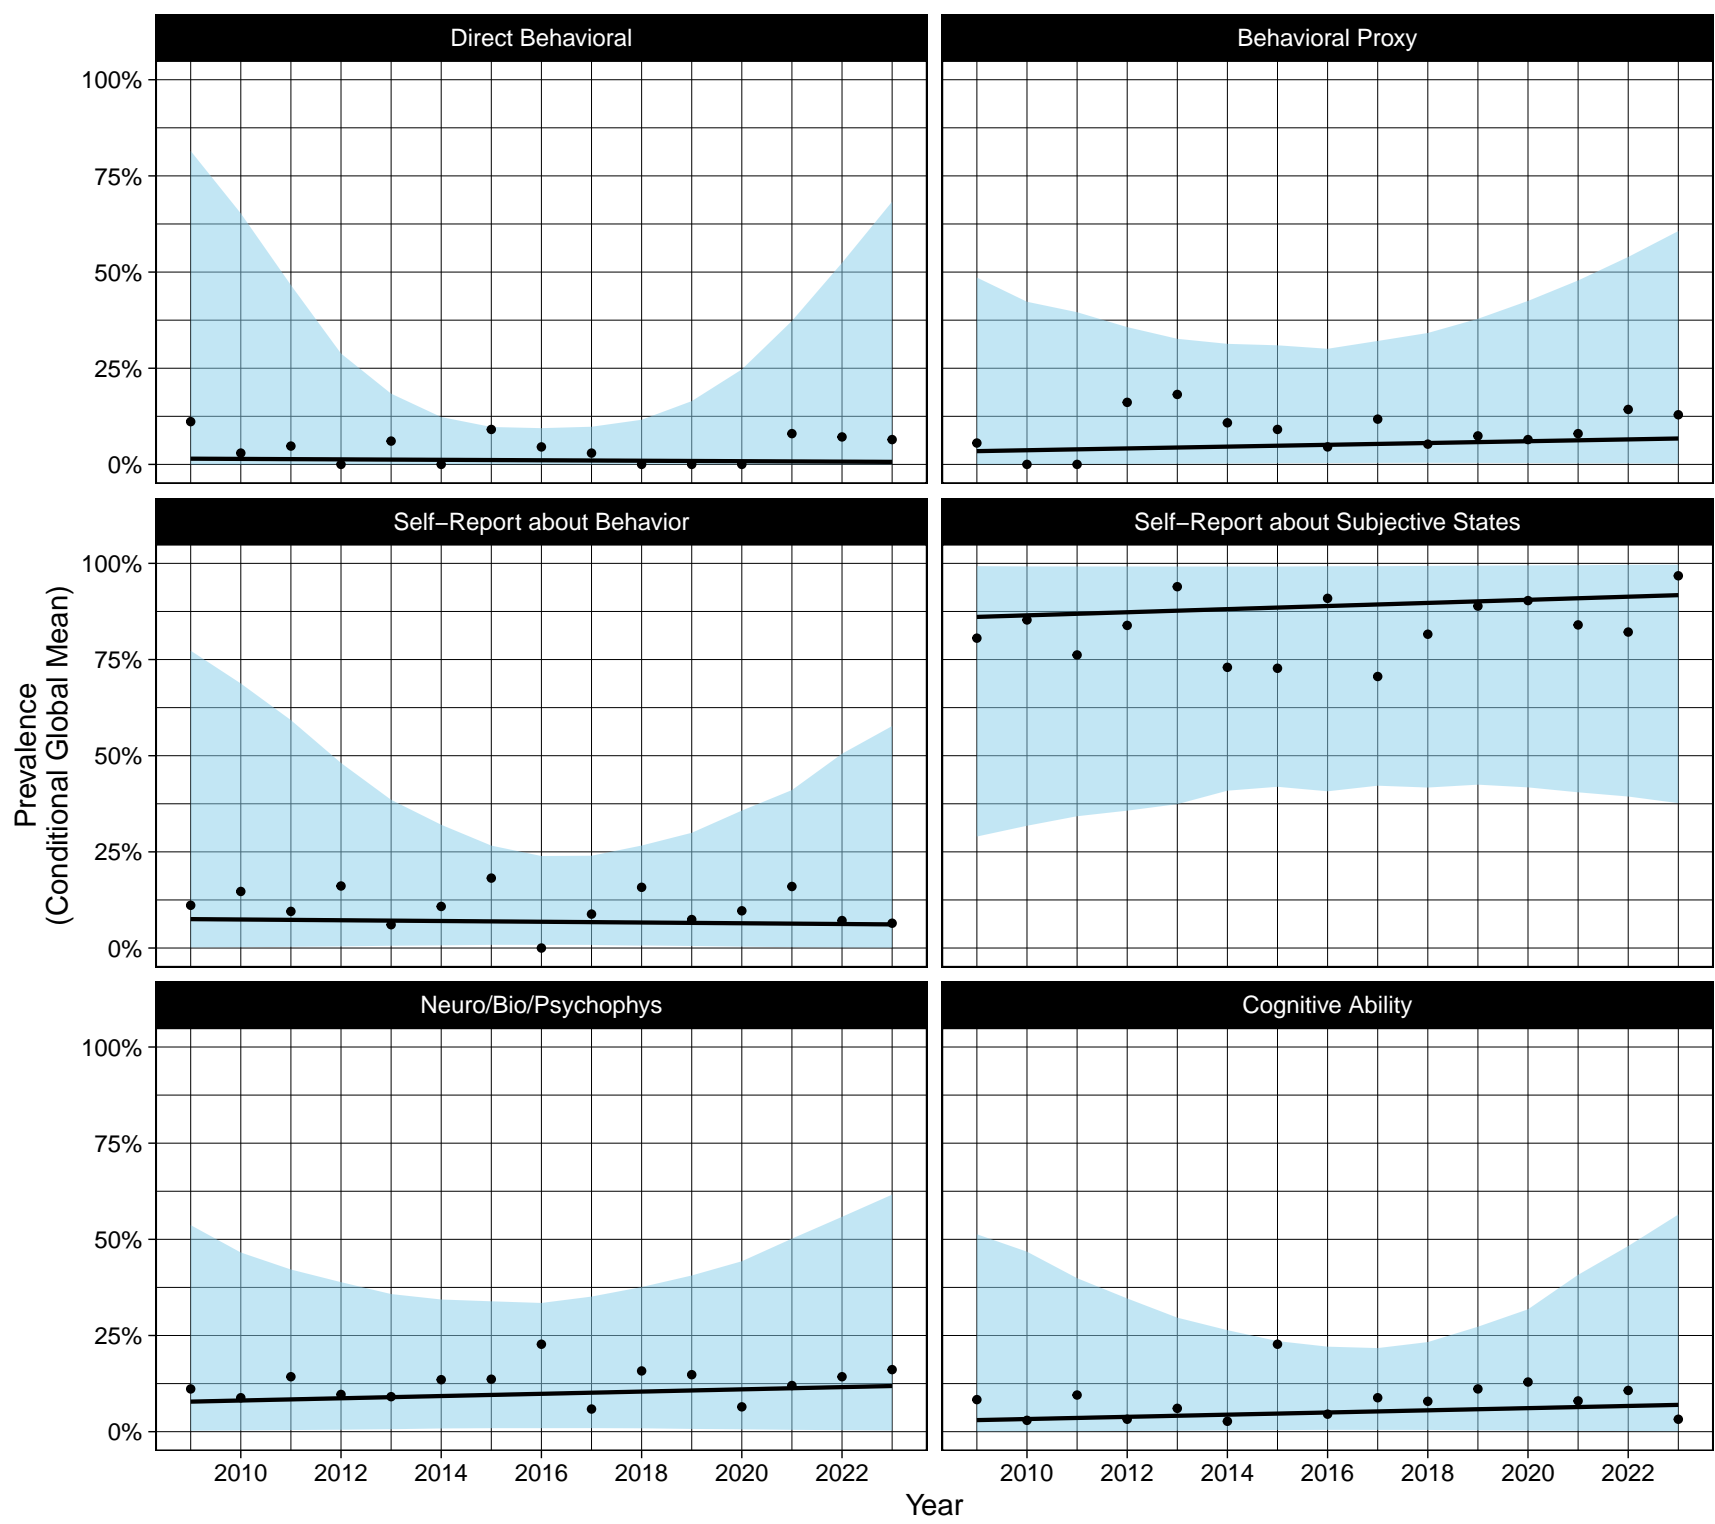 Direct Behavioral
Behavioral Proxy
100%
75%
50%
25%
0%
Self−Report about Behavior
Self−Report about Subjective States
100%
75%
50%
25%
0%
Prevalence
(Conditional Global Mean)
Neuro/Bio/Psychophys
Cognitive Ability
100%
75%
50%
25%
0%
2010 2012 2014 2016 2018 2020 2022
2010 2012 2014 2016 2018 2020 2022
Year